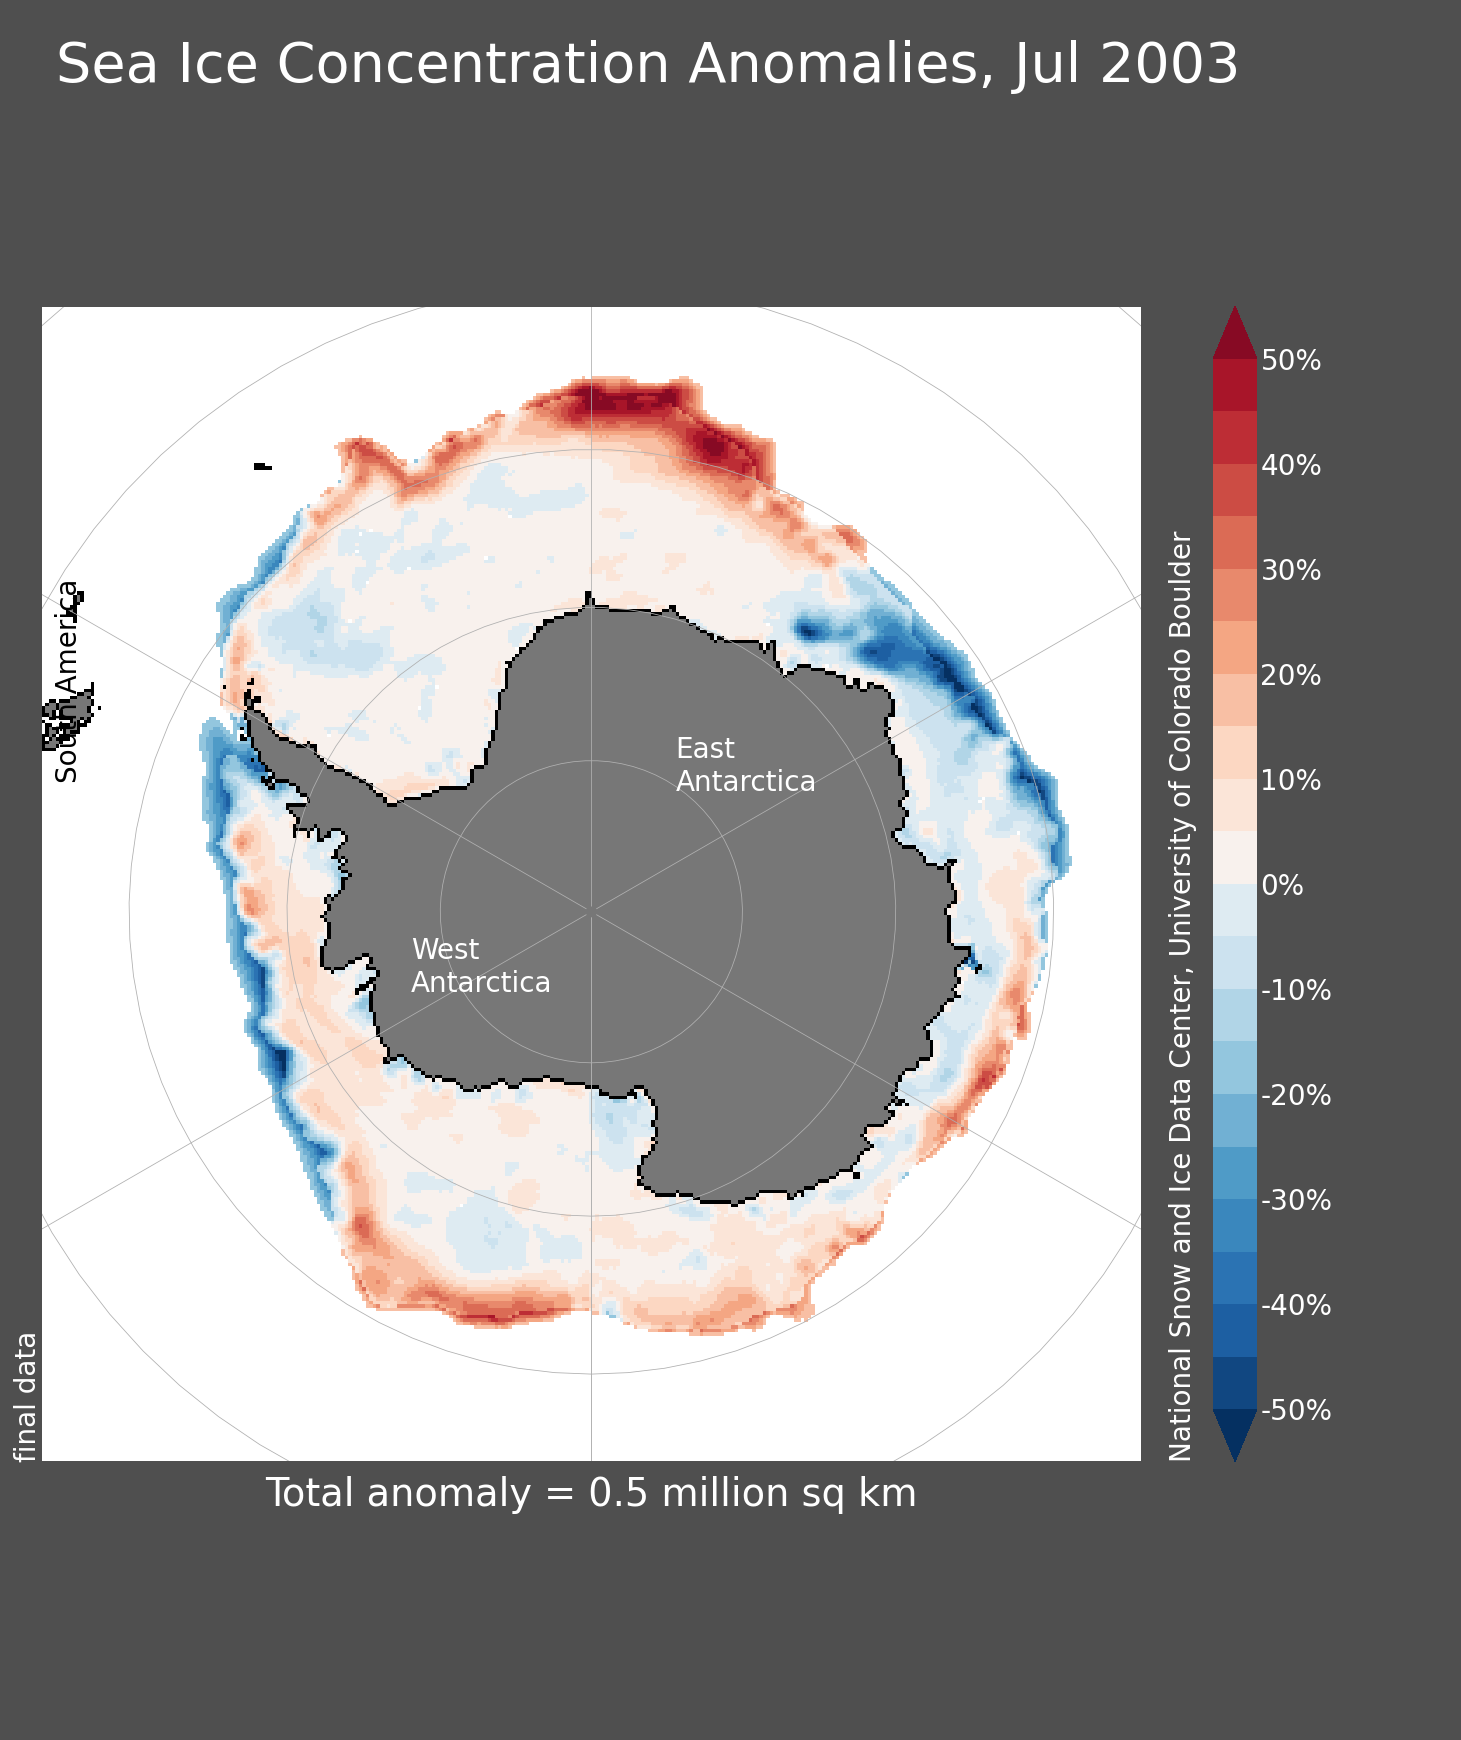 Sea Ice Concentration Anomalies, Jul 2003
South America
East
Antarctica
West
Antarctica
final data
National Snow and Ice Data Center, University of Colorado Boulder
50%
40%
30%
20%
10%
0%
-10%
-20%
-30%
-40%
-50%
Total anomaly = 0.5 million sq km